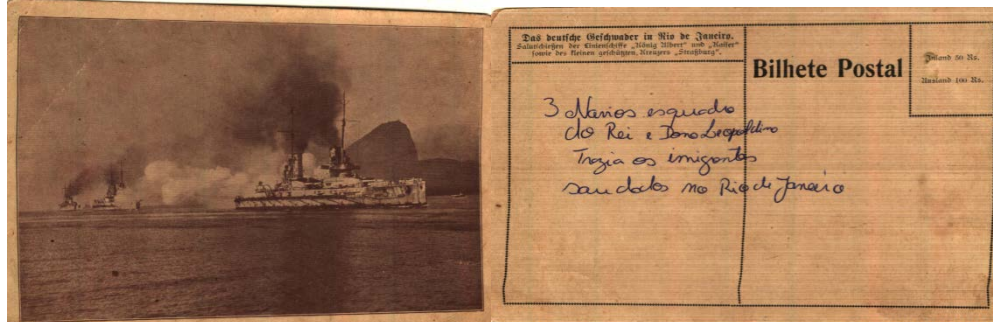 Das deutsche Geschwader in Rio de Janeiro.
Salutschießen der Linienschiffe „König Albert“ und „Kaiser“
sowie des kleinen geschützten Kreuzers „Straßburg“.
Bilhete Postal
Inland 50 Rs.
Ausland 100 Rs.
3 Navios esquadra
do Rei e Dona Leopoldina
Trazia os imigrantes
saudados no Rio de Janeiro